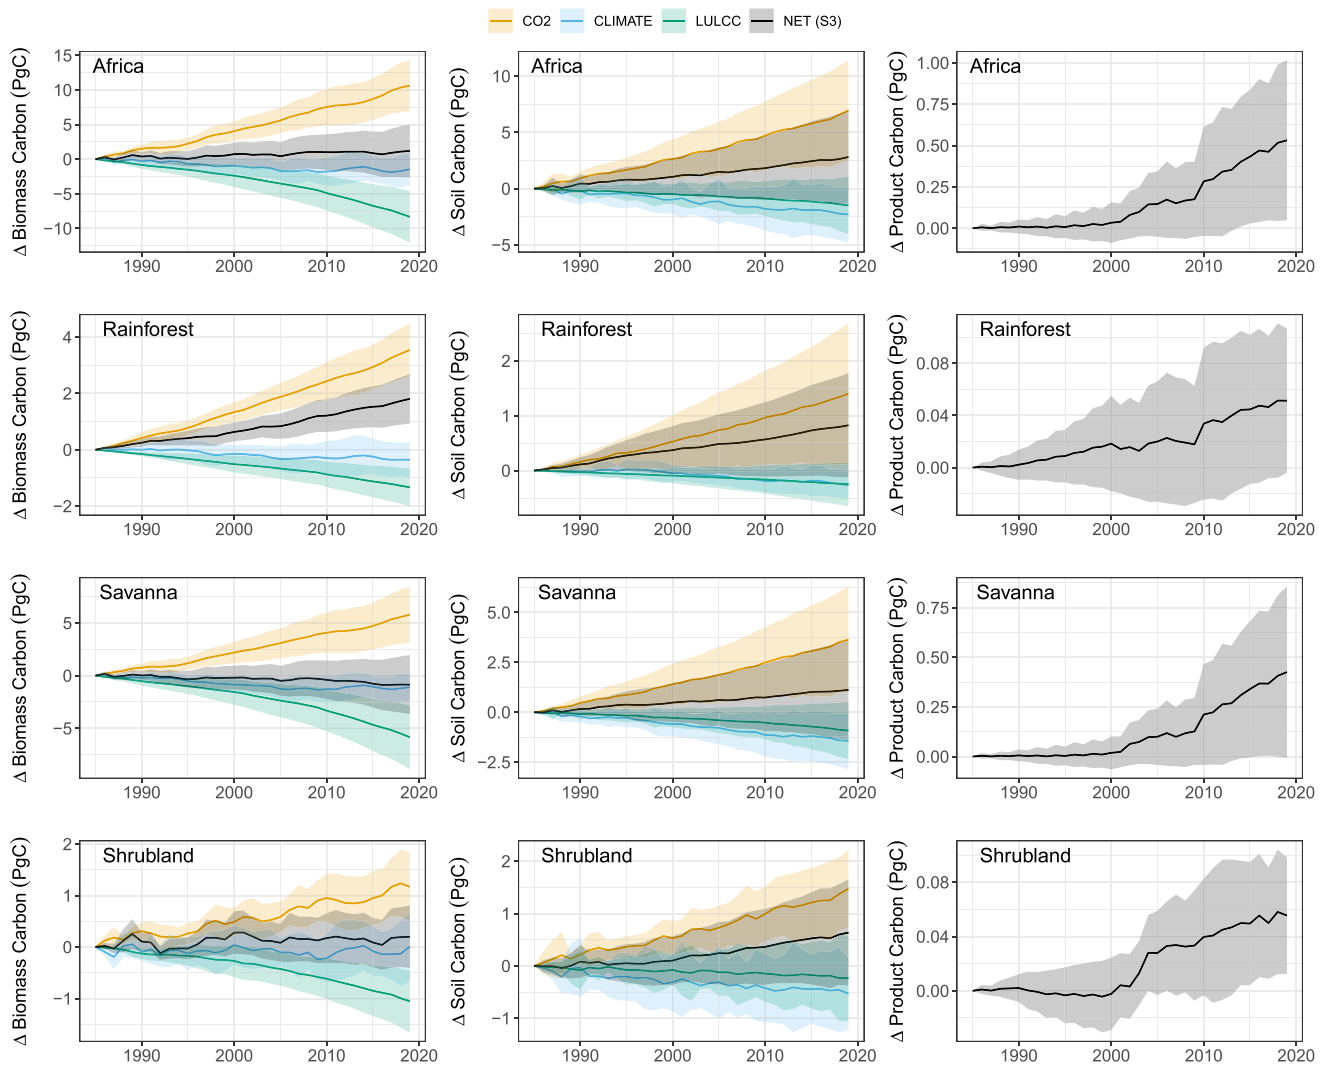 CO2 CLIMATE LULCC NET (S3)
Δ Biomass Carbon (PgC)
Africa
15
10
5
0
−5
−10
1990 2000 2010 2020
Δ Soil Carbon (PgC)
Africa
10
5
0
−5
1990 2000 2010 2020
Δ Product Carbon (PgC)
Africa
1.00
0.75
0.50
0.25
0.00
1990 2000 2010 2020
Δ Biomass Carbon (PgC)
Rainforest
4
2
0
−2
1990 2000 2010 2020
Δ Soil Carbon (PgC)
Rainforest
2
1
0
1990 2000 2010 2020
Δ Product Carbon (PgC)
Rainforest
0.08
0.04
0.00
1990 2000 2010 2020
Δ Biomass Carbon (PgC)
Savanna
5
0
−5
1990 2000 2010 2020
Δ Soil Carbon (PgC)
Savanna
5.0
2.5
0.0
−2.5
1990 2000 2010 2020
Δ Product Carbon (PgC)
Savanna
0.75
0.50
0.25
0.00
1990 2000 2010 2020
Δ Biomass Carbon (PgC)
Shrubland
2
1
0
−1
1990 2000 2010 2020
Δ Soil Carbon (PgC)
Shrubland
2
1
0
−1
1990 2000 2010 2020
Δ Product Carbon (PgC)
Shrubland
0.08
0.04
0.00
1990 2000 2010 2020